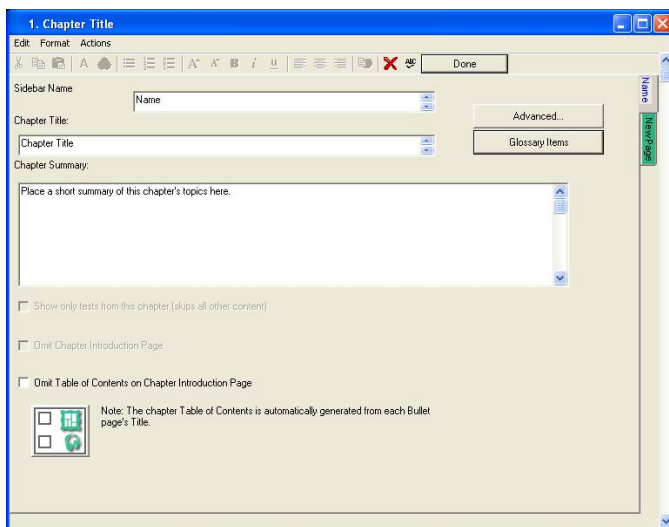 1. Chapter Title
Edit Format Actions
A A A B i u ABC Done
Sidebar Name
Name
Advanced...
Chapter Title:
Chapter Title
Glossary Items
Chapter Summary:
Place a short summary of this chapter's topics here.
Show only tests from this chapter (skips all other content)
Omit Chapter Introduction Page
Omit Table of Contents on Chapter Introduction Page
Note: The chapter Table of Contents is automatically generated from each Bullet
page's Title.
Name
NewPage